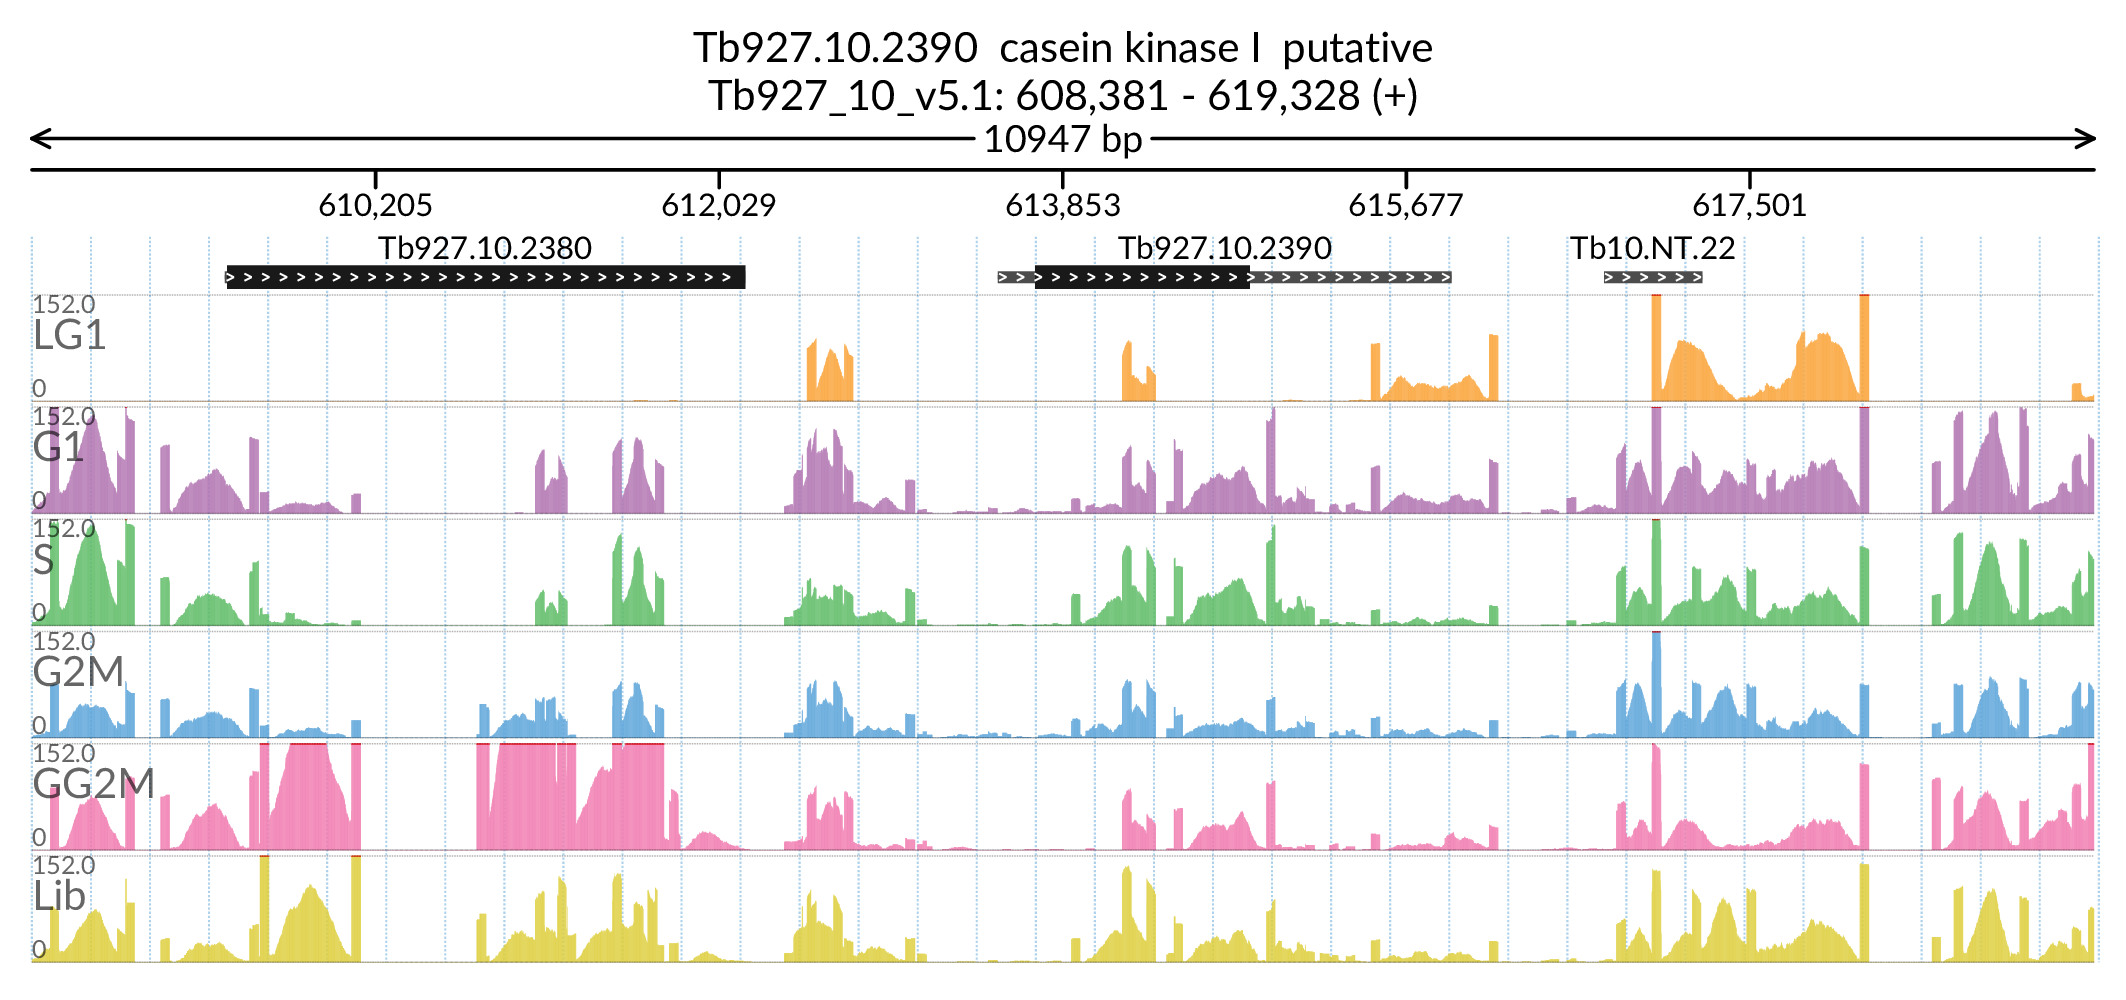 Tb927.10.2390 casein kinase I putative
Tb927_10_v5.1: 608,381 - 619,328 (+)
10947 bp
610,205 612,029 613,853 615,677 617,501
Tb927.10.2380 Tb927.10.2390 Tb10.NT.22
152.0
LG1
0
152.0
G1
0
152.0
S
0
152.0
G2M
0
152.0
GG2M
0
152.0
Lib
0